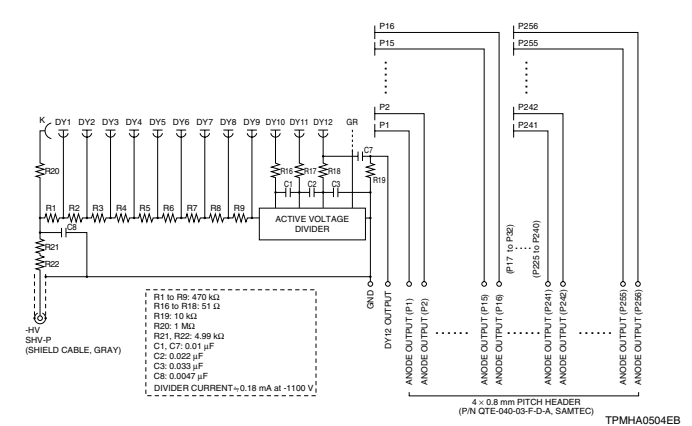 P16
P256
P15
P255
P2
P242
P1
P241
K
DY1
DY2
DY3
DY4
DY5
DY6
DY7
DY8
DY9
DY10
DY11
DY12
GR
C7
R20
R16
R17
R18
R19
C1
C2
C3
R1
R2
R3
R4
R5
R6
R7
R8
R9
ACTIVE VOLTAGE
DIVIDER
C8
R21
R22
(P17 to P32)
(P225 to P240)
-HV
SHV-P
(SHIELD CABLE, GRAY)
R1 to R9: 470 kΩ
R16 to R18: 51 Ω
R19: 10 kΩ
R20: 1 MΩ
R21, R22: 4.99 kΩ
C1, C7: 0.01 µF
C2: 0.022 µF
C3: 0.033 µF
C8: 0.0047 µF
DIVIDER CURRENT≒0.18 mA at -1100 V
GND
DY12 OUTPUT
ANODE OUTPUT (P1)
ANODE OUTPUT (P2)
ANODE OUTPUT (P15)
ANODE OUTPUT (P16)
ANODE OUTPUT (P241)
ANODE OUTPUT (P242)
ANODE OUTPUT (P255)
ANODE OUTPUT (P256)
4 × 0.8 mm PITCH HEADER
(P/N QTE-040-03-F-D-A, SAMTEC)
TPMHA0504EB